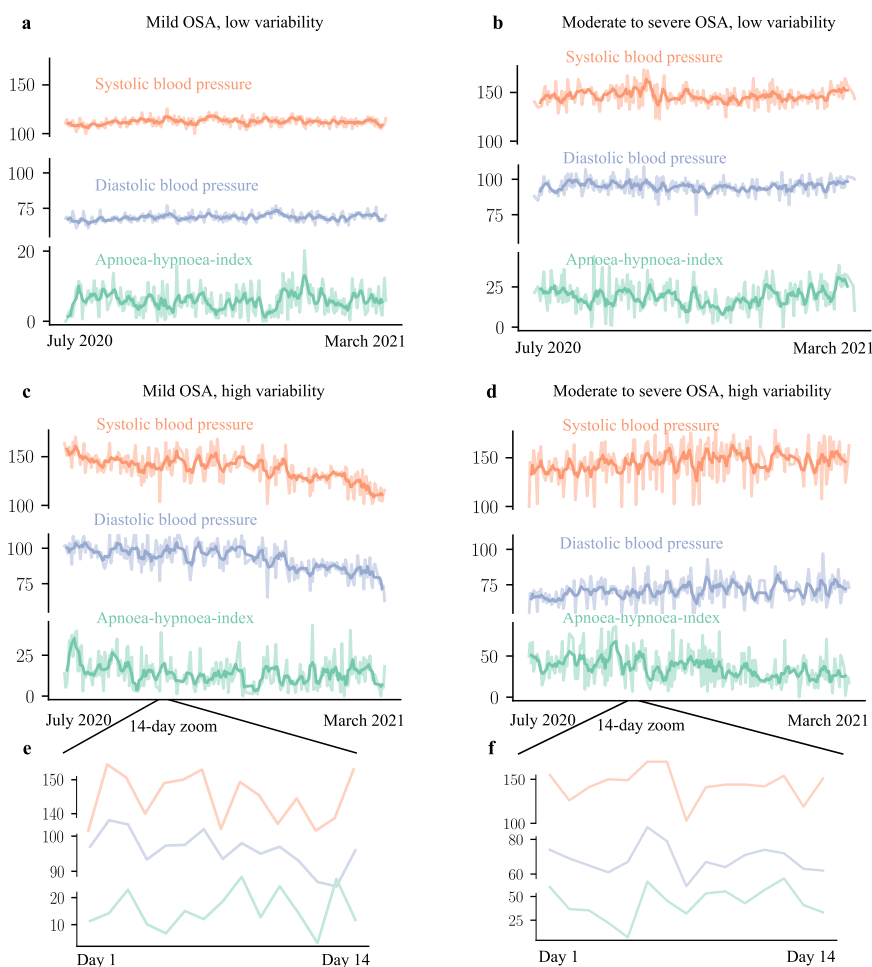 a
Mild OSA, low variability
Systolic blood pressure
150
100
Diastolic blood pressure
100
75
Apnoea-hypnoea-index
20
0
July 2020
March 2021
b
Moderate to severe OSA, low variability
Systolic blood pressure
150
100
Diastolic blood pressure
100
75
Apnoea-hypnoea-index
25
0
July 2020
March 2021
c
Mild OSA, high variability
Systolic blood pressure
150
100
Diastolic blood pressure
100
75
Apnoea-hypnoea-index
25
0
July 2020
March 2021
14-day zoom
d
Moderate to severe OSA, high variability
Systolic blood pressure
150
100
Diastolic blood pressure
100
75
Apnoea-hypnoea-index
50
0
July 2020
March 2021
14-day zoom
e
150
140
100
90
20
10
Day 1
Day 14
f
150
100
80
60
50
25
Day 1
Day 14